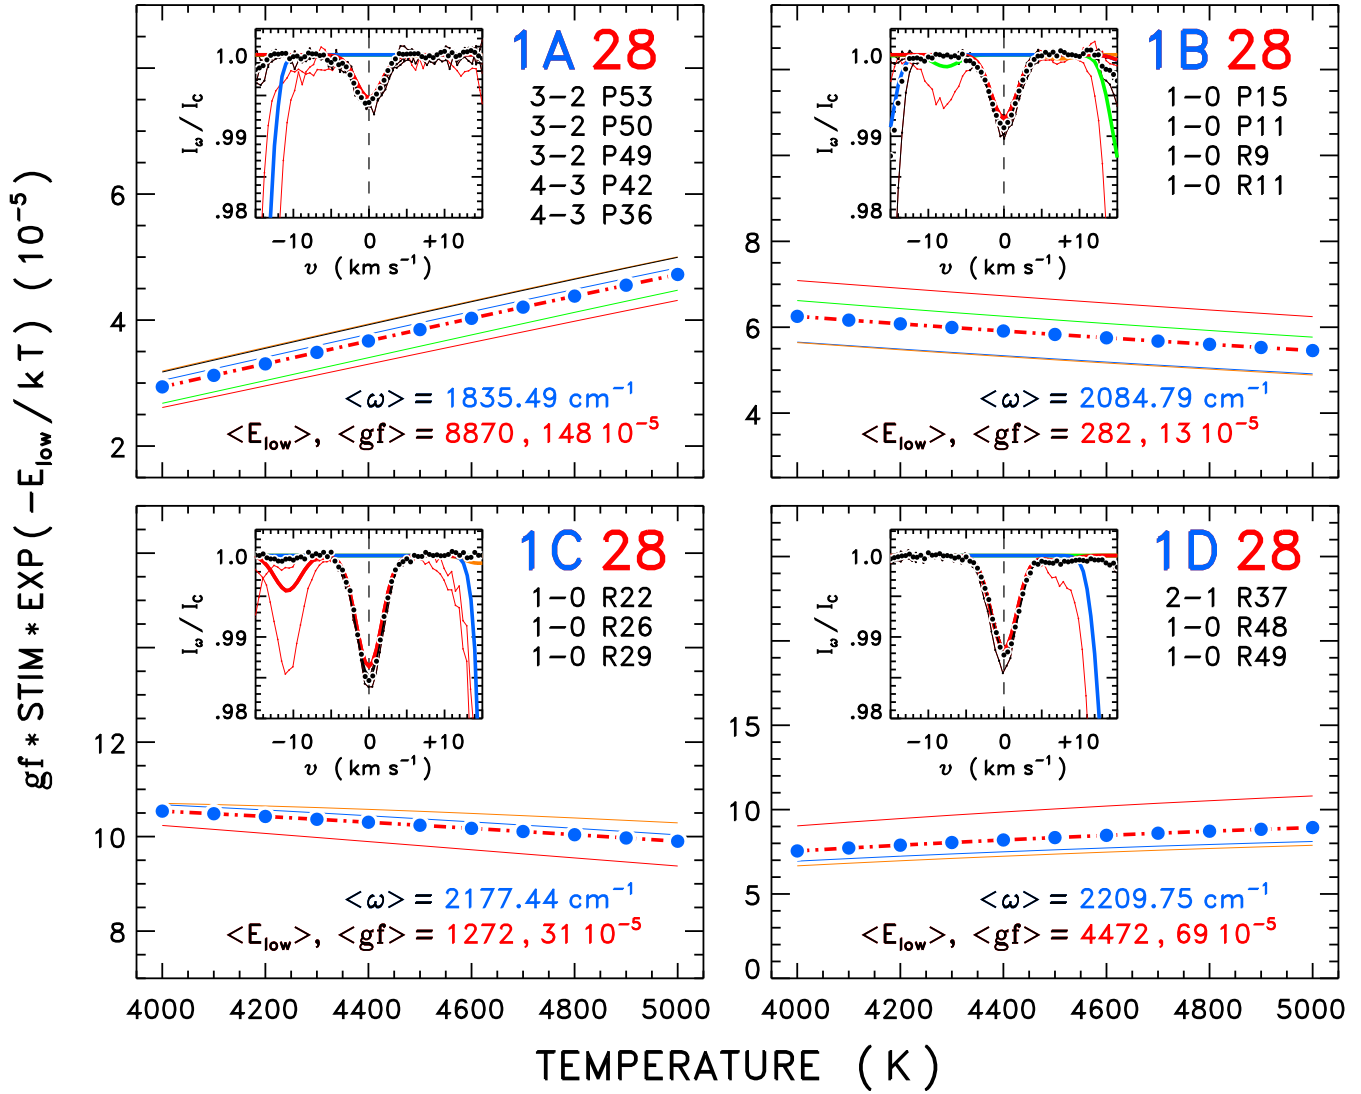 gf*STIM*EXP(−E_low/kT) (10⁻⁵)
1A 28
3−2 P53
3−2 P50
3−2 P49
4−3 P42
4−3 P36
I_ω / I_C
1.0
.99
.98
−10 0 +10
υ (km s⁻¹)
6
4
2
<ω> = 1835.49 cm⁻¹
<E_low>, <gf> = 8870, 148 10⁻⁵
1B 28
1−0 P15
1−0 P11
1−0 R9
1−0 R11
I_ω / I_C
1.0
.99
.98
−10 0 +10
υ (km s⁻¹)
8
6
4
<ω> = 2084.79 cm⁻¹
<E_low>, <gf> = 282, 13 10⁻⁵
1C 28
1−0 R22
1−0 R26
1−0 R29
I_ω / I_C
1.0
.99
.98
−10 0 +10
υ (km s⁻¹)
12
10
8
<ω> = 2177.44 cm⁻¹
<E_low>, <gf> = 1272, 31 10⁻⁵
4000 4200 4400 4600 4800 5000
1D 28
2−1 R37
1−0 R48
1−0 R49
I_ω / I_C
1.0
.99
.98
−10 0 +10
υ (km s⁻¹)
15
10
5
0
<ω> = 2209.75 cm⁻¹
<E_low>, <gf> = 4472, 69 10⁻⁵
4000 4200 4400 4600 4800 5000
TEMPERATURE (K)